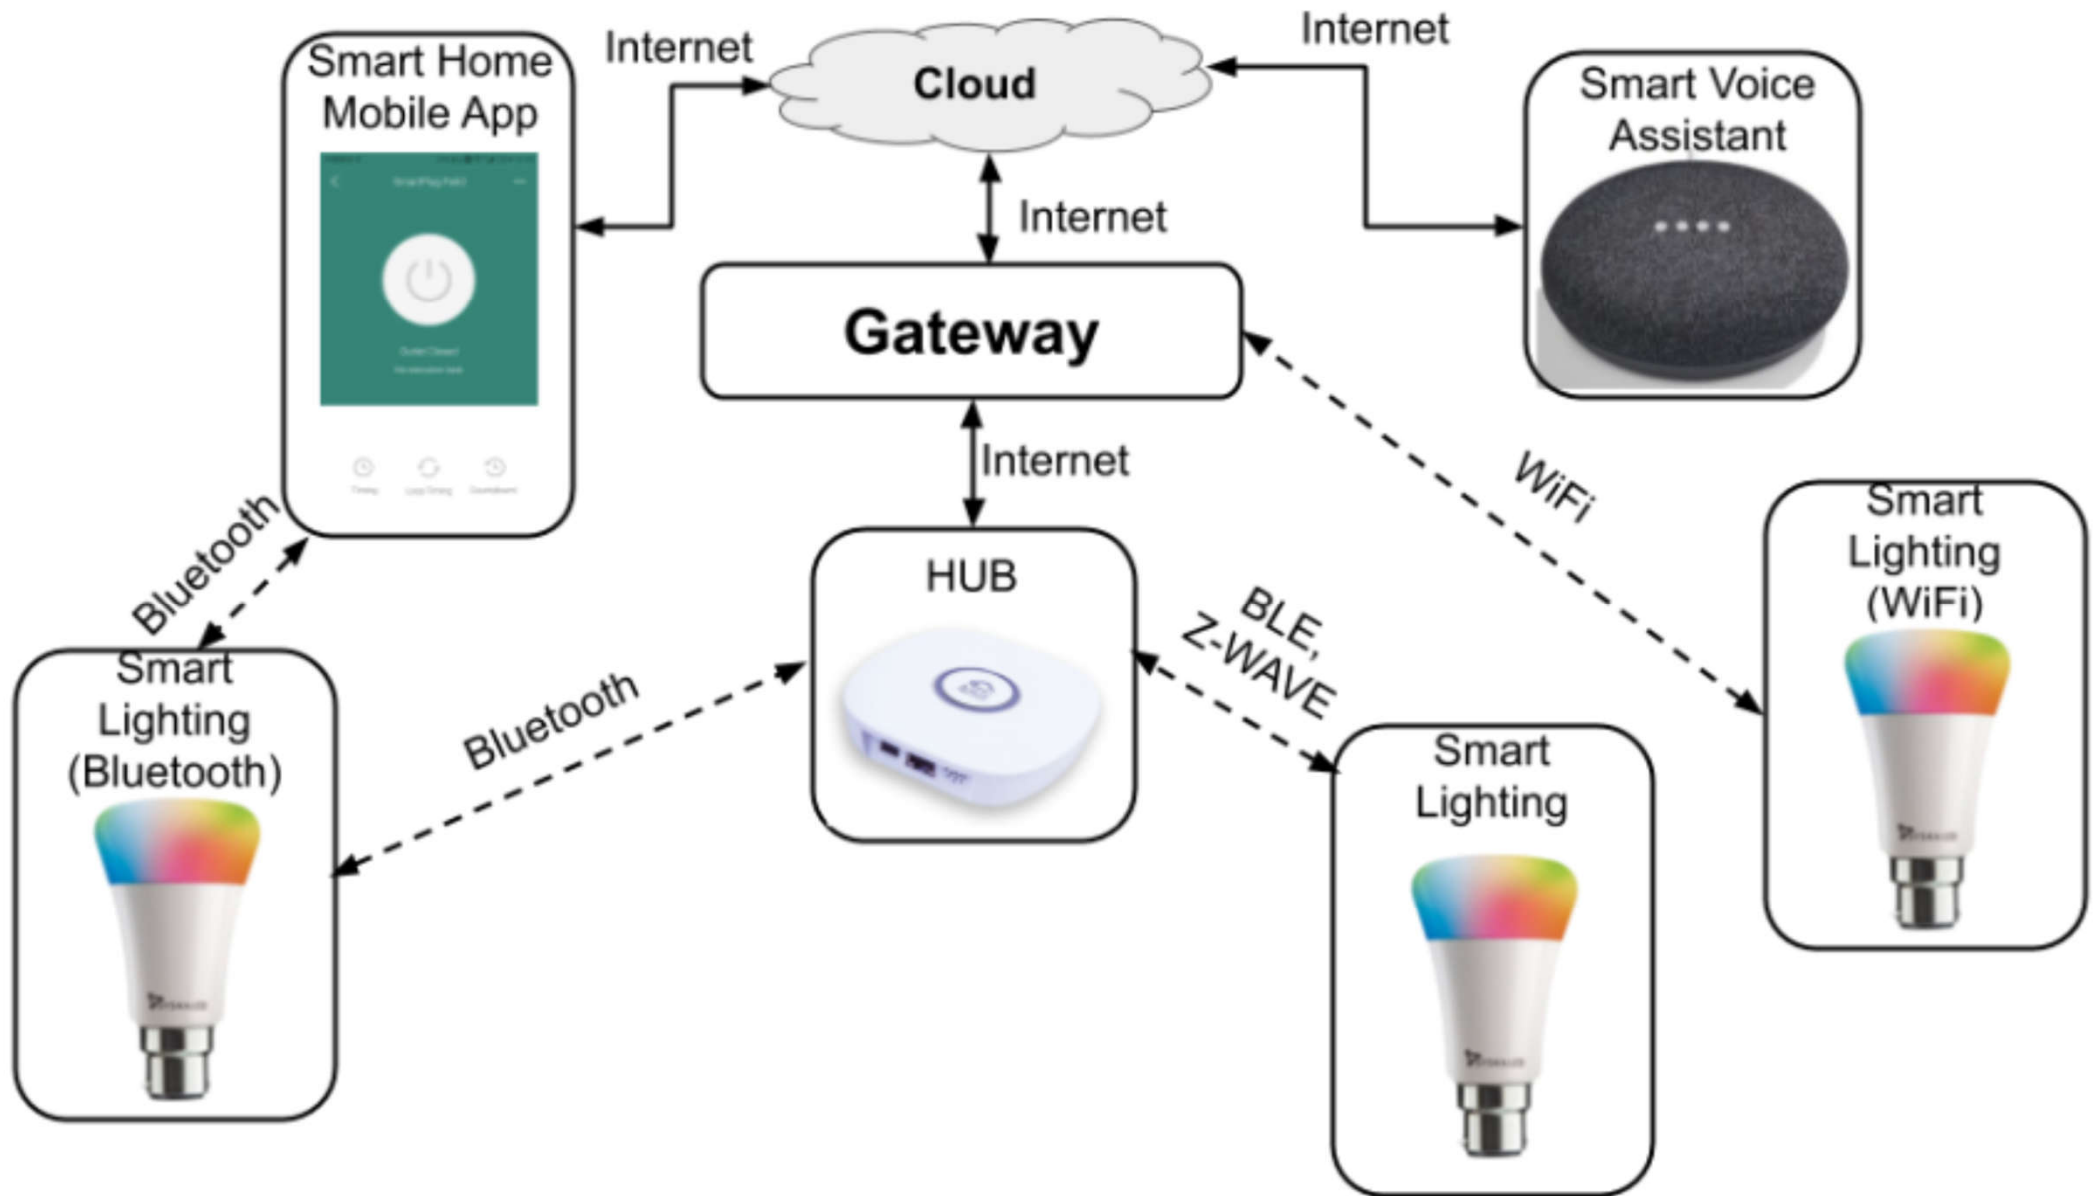 Smart Home
Mobile App
Internet
Cloud
Internet
Smart Voice
Assistant
Internet
Gateway
Internet
WiFi
Bluetooth
HUB
BLE,
Z-WAVE
Smart
Lighting
(WiFi)
Smart
Lighting
(Bluetooth)
Bluetooth
Smart
Lighting